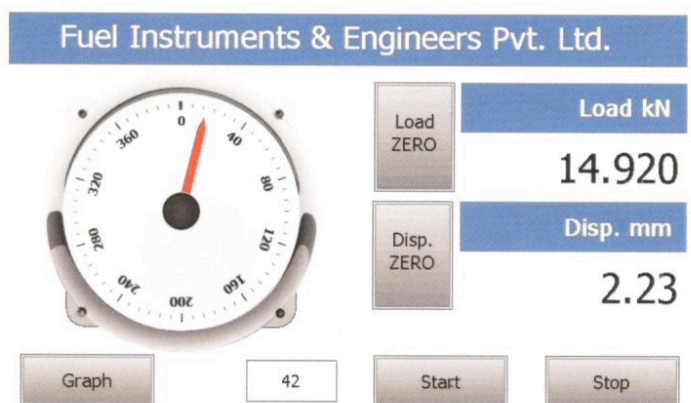 Fuel Instruments & Engineers Pvt. Ltd.
0
40
80
120
160
200
240
280
320
360
Load
ZERO
Load kN
14.920
Disp.
ZERO
Disp. mm
2.23
Graph
42
Start
Stop